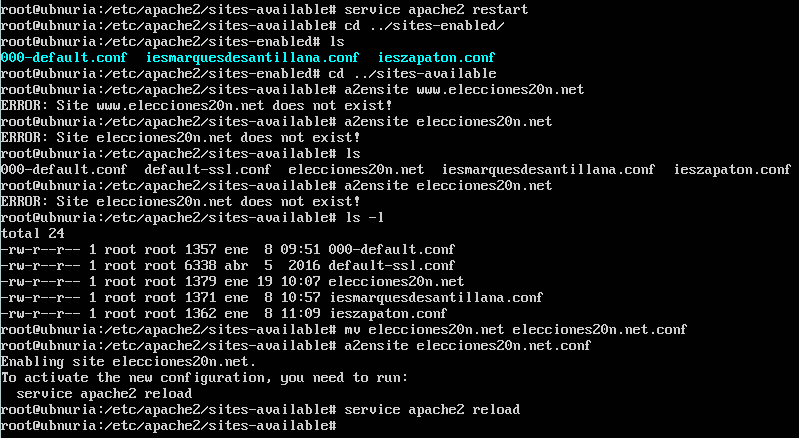 root@ubnuria:/etc/apache2/sites-available# service apache2 restart
root@ubnuria:/etc/apache2/sites-available# cd ../sites-enabled/
root@ubnuria:/etc/apache2/sites-enabled# ls
000-default.conf  iesmarquesdesantillana.conf  ieszapaton.conf
root@ubnuria:/etc/apache2/sites-enabled# cd ../sites-available
root@ubnuria:/etc/apache2/sites-available# a2ensite www.elecciones20n.net
ERROR: Site www.elecciones20n.net does not exist!
root@ubnuria:/etc/apache2/sites-available# a2ensite elecciones20n.net
ERROR: Site elecciones20n.net does not exist!
root@ubnuria:/etc/apache2/sites-available# ls
000-default.conf  default-ssl.conf  elecciones20n.net  iesmarquesdesantillana.conf  ieszapaton.conf
root@ubnuria:/etc/apache2/sites-available# a2ensite elecciones20n.net
ERROR: Site elecciones20n.net does not exist!
root@ubnuria:/etc/apache2/sites-available# ls -l
total 24
-rw-r--r-- 1 root root 1357 ene  8 09:51 000-default.conf
-rw-r--r-- 1 root root 6338 abr  5  2016 default-ssl.conf
-rw-r--r-- 1 root root 1379 ene 19 10:07 elecciones20n.net
-rw-r--r-- 1 root root 1371 ene  8 10:57 iesmarquesdesantillana.conf
-rw-r--r-- 1 root root 1362 ene  8 11:09 ieszapaton.conf
root@ubnuria:/etc/apache2/sites-available# mv elecciones20n.net elecciones20n.net.conf
root@ubnuria:/etc/apache2/sites-available# a2ensite elecciones20n.net.conf
Enabling site elecciones20n.net.
To activate the new configuration, you need to run:
  service apache2 reload
root@ubnuria:/etc/apache2/sites-available# service apache2 reload
root@ubnuria:/etc/apache2/sites-available#